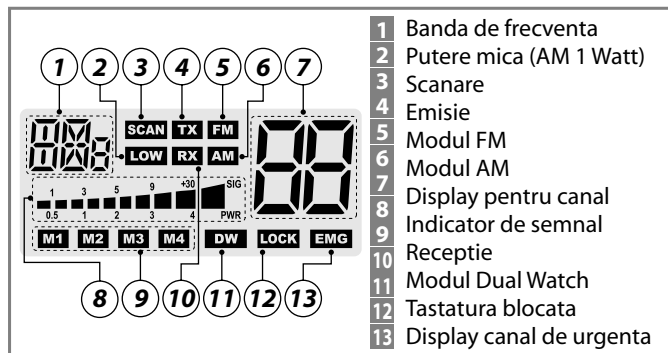 1 2 3 4 5 6 7
SCAN TX FM
LOW RX AM
1 3 5 9 +30 SIG
0.5 1 2 3 4 PWR
M1 M2 M3 M4 DW LOCK EMG
8 9 10 11 12 13
1 Banda de frecventa
2 Putere mica (AM 1 Watt)
3 Scanare
4 Emisie
5 Modul FM
6 Modul AM
7 Display pentru canal
8 Indicator de semnal
9 Receptie
10 Modul Dual Watch
11 Tastatura blocata
12 Display canal de urgenta
13